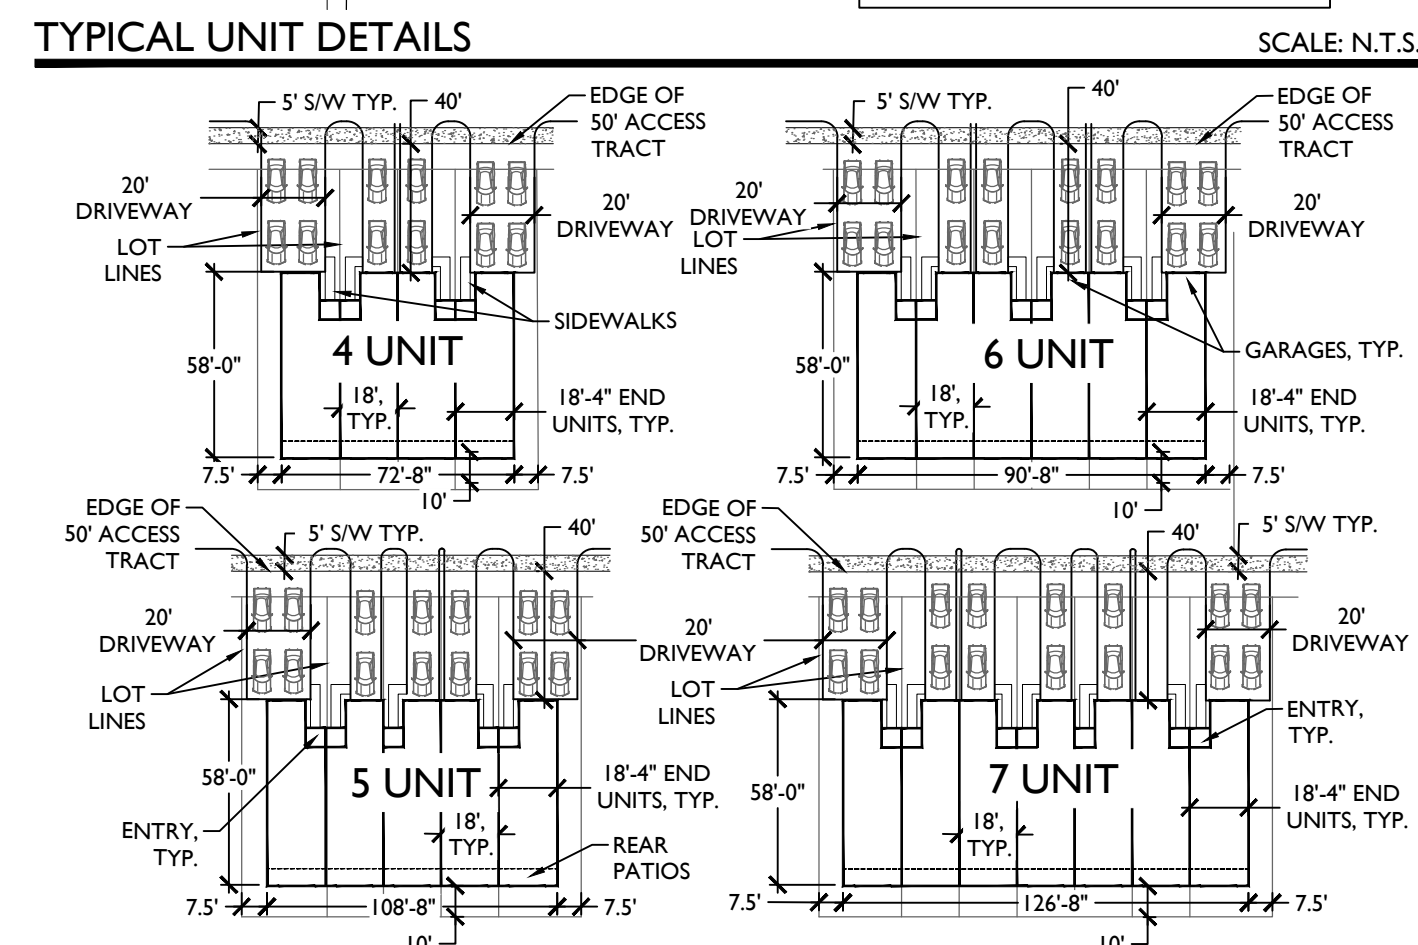 TYPICAL UNIT DETAILS
SCALE: N.T.S.
5' S/W TYP.
40'
EDGE OF
50' ACCESS
TRACT
20'
DRIVEWAY
20'
DRIVEWAY
LOT
LINES
SIDEWALKS
4 UNIT
58'-0"
18',
TYP.
18'-4" END
UNITS, TYP.
7.5'
72'-8"
7.5'
10'
5' S/W TYP.
40'
EDGE OF
50' ACCESS
TRACT
20'
DRIVEWAY
20'
DRIVEWAY
LOT
LINES
6 UNIT
GARAGES, TYP.
58'-0"
18',
TYP.
18'-4" END
UNITS, TYP.
7.5'
90'-8"
7.5'
10'
EDGE OF
50' ACCESS
TRACT
5' S/W TYP.
40'
20'
DRIVEWAY
20'
DRIVEWAY
LOT
LINES
58'-0"
5 UNIT
18'-4" END
UNITS, TYP.
ENTRY,
TYP.
18',
TYP.
REAR
PATIOS
7.5'
108'-8"
7.5'
10'
EDGE OF
50' ACCESS
TRACT
40'
5' S/W TYP.
20'
DRIVEWAY
LOT
LINES
ENTRY,
TYP.
7 UNIT
58'-0"
18'-4" END
UNITS, TYP.
18',
TYP.
7.5'
126'-8"
7.5'
10'